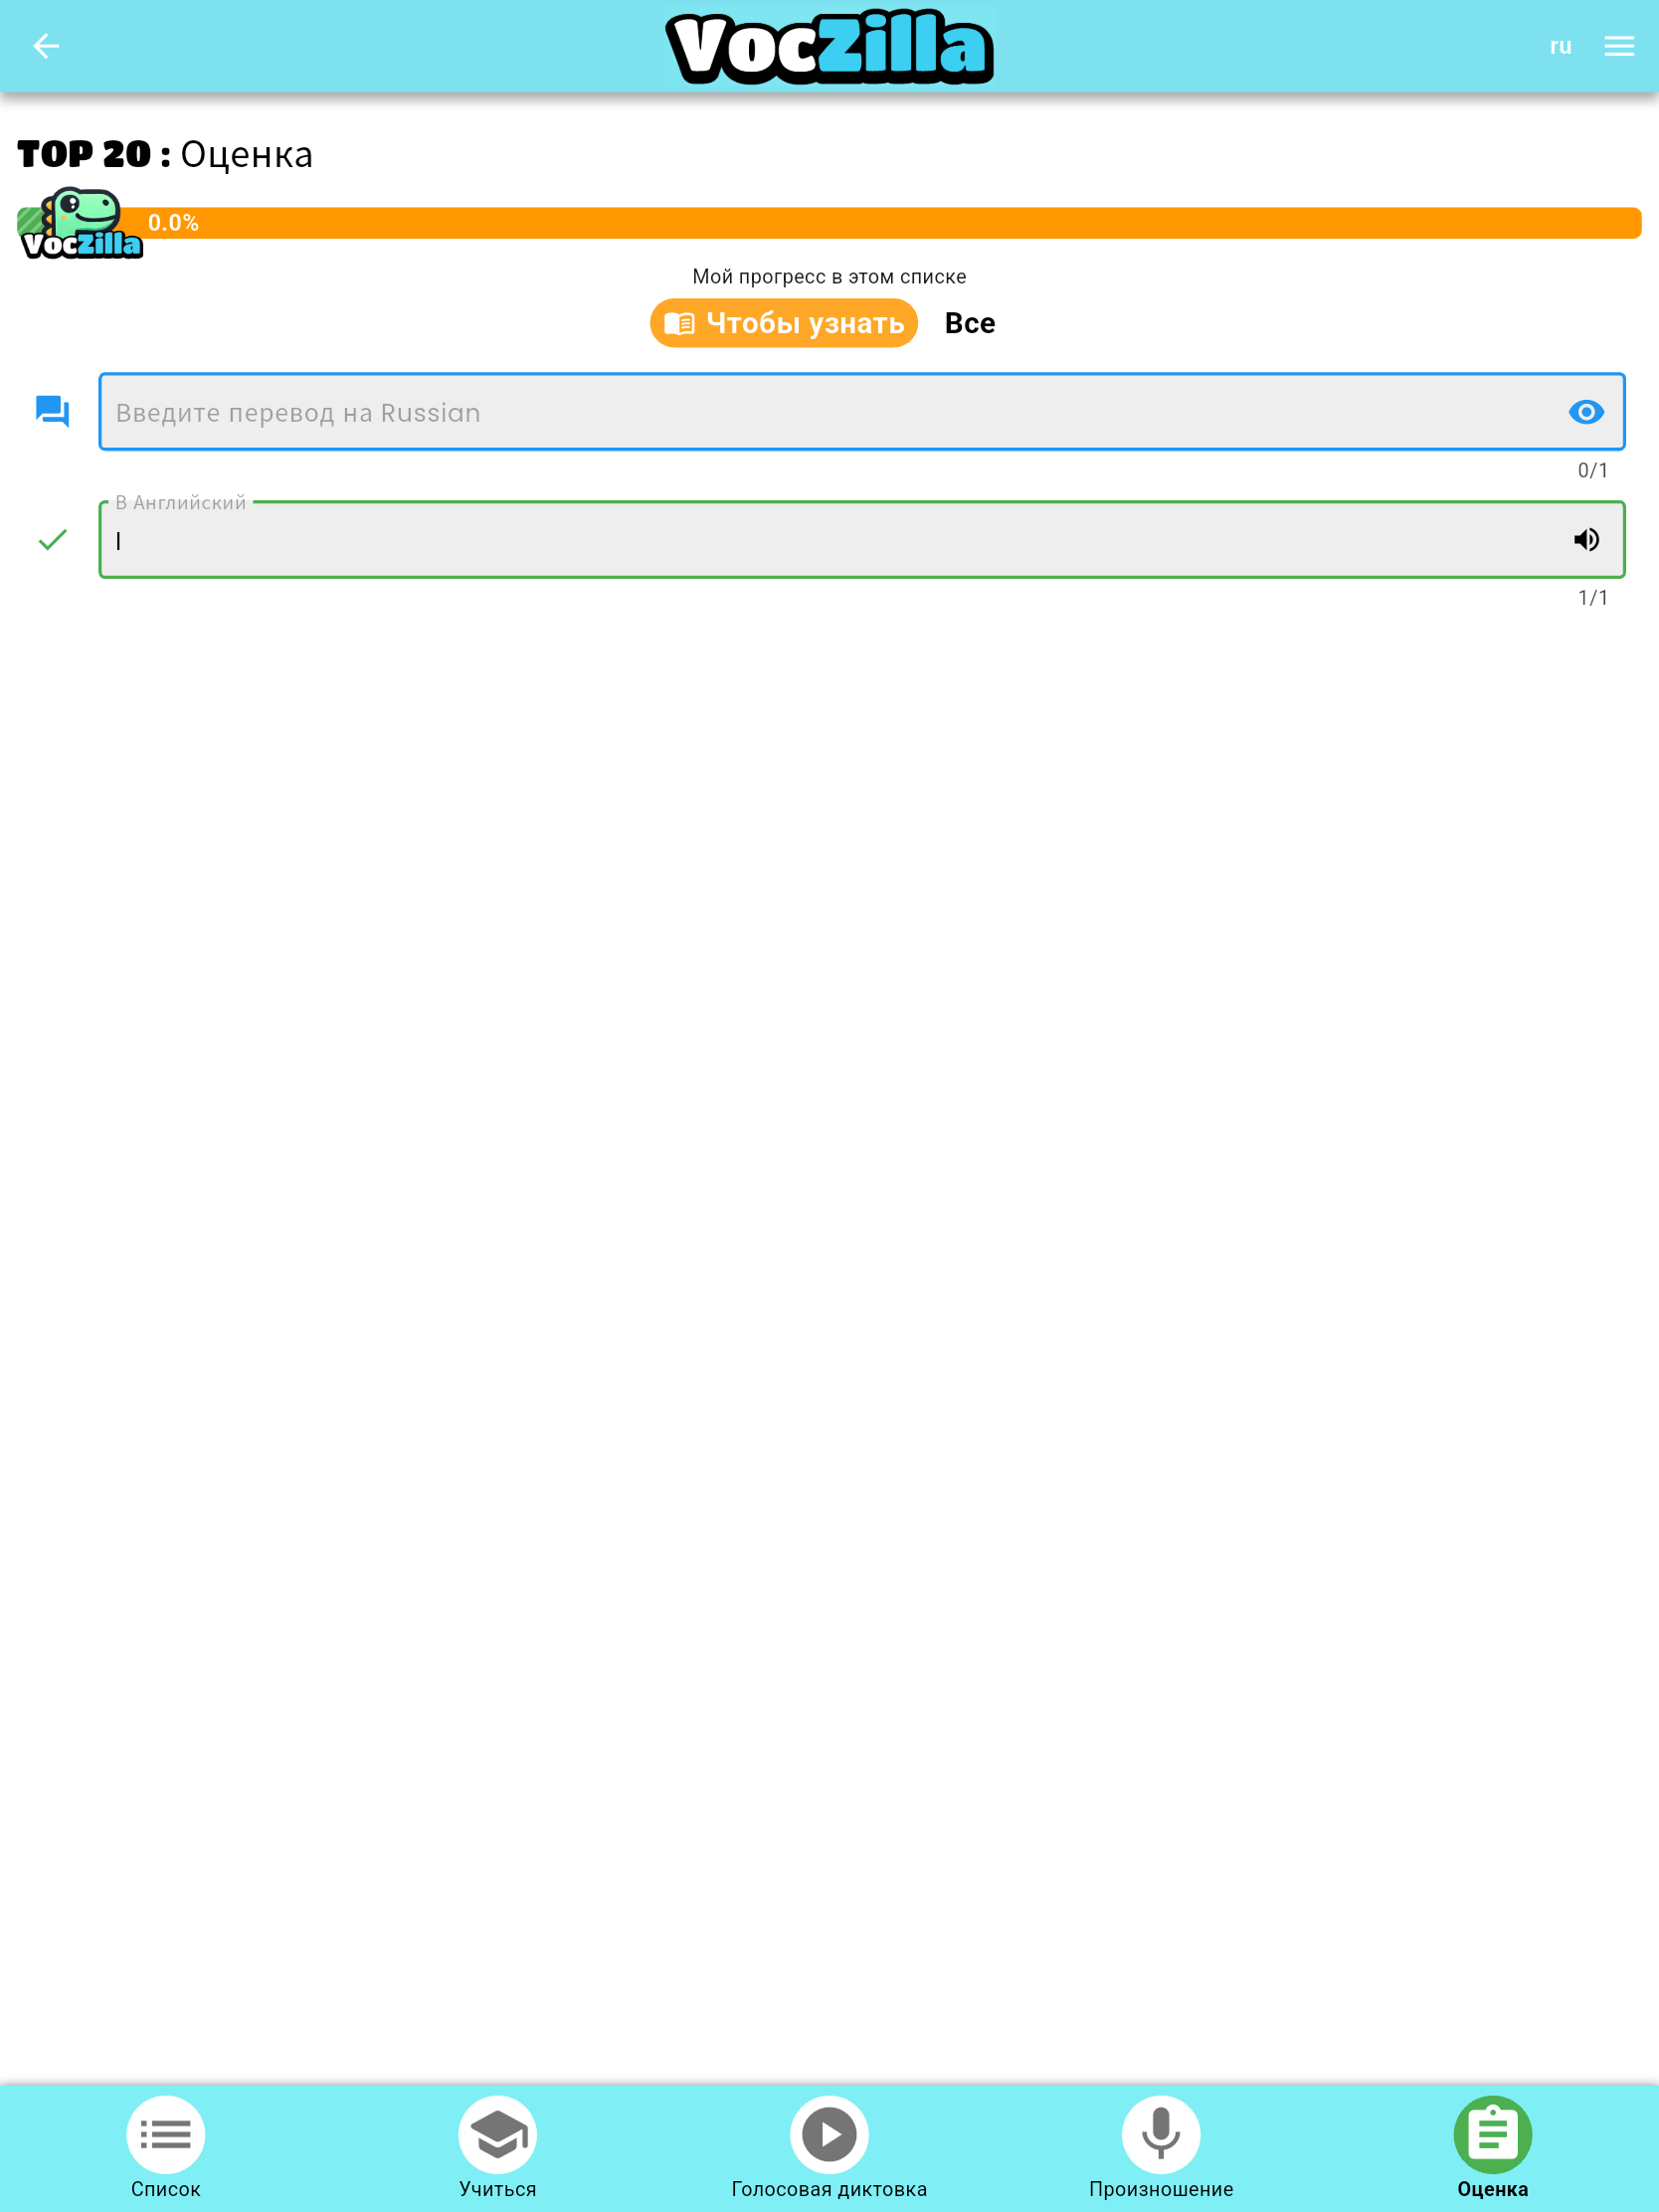 VocZilla
ru
TOP 20 : Оценка
VocZilla
0.0%
Мой прогресс в этом списке
Чтобы узнать Все
Введите перевод на Russian
0/1
В Английский
I
1/1
Список Учиться Голосовая диктовка Произношение Оценка